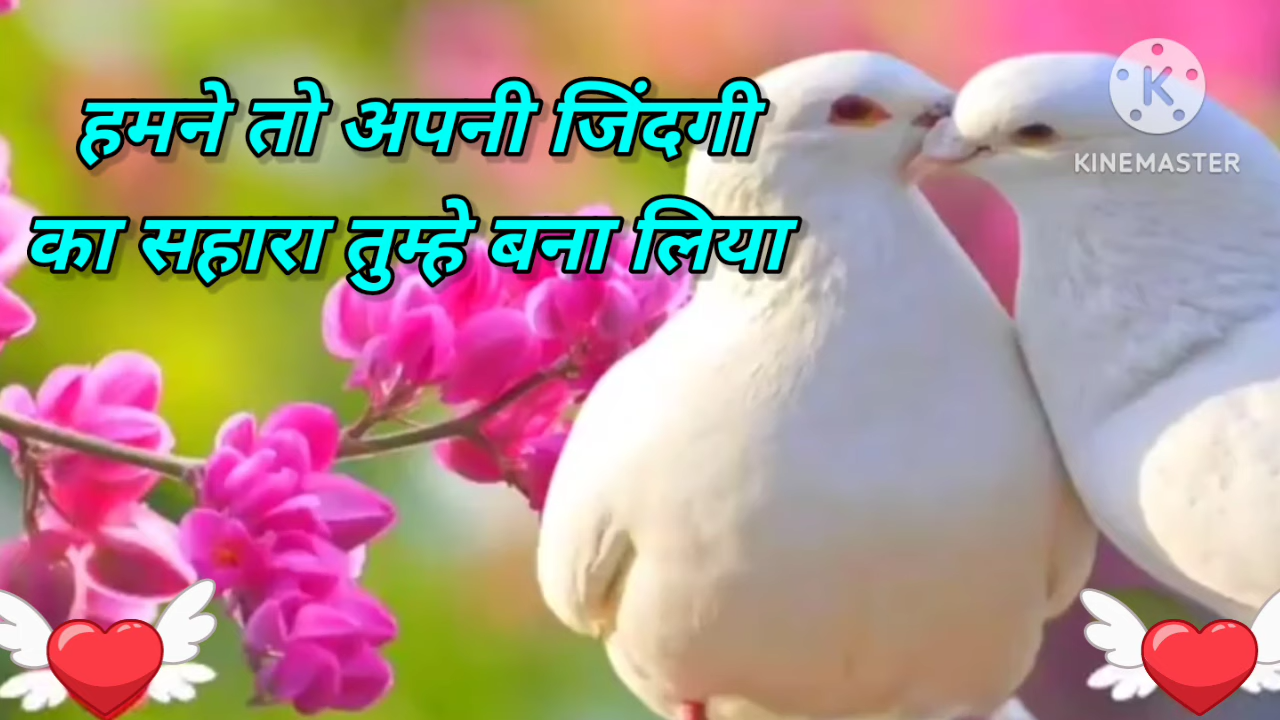 हमने तो अपनी जिंदगी
का सहारा तुम्हे बना लिया
K
KINEMASTER